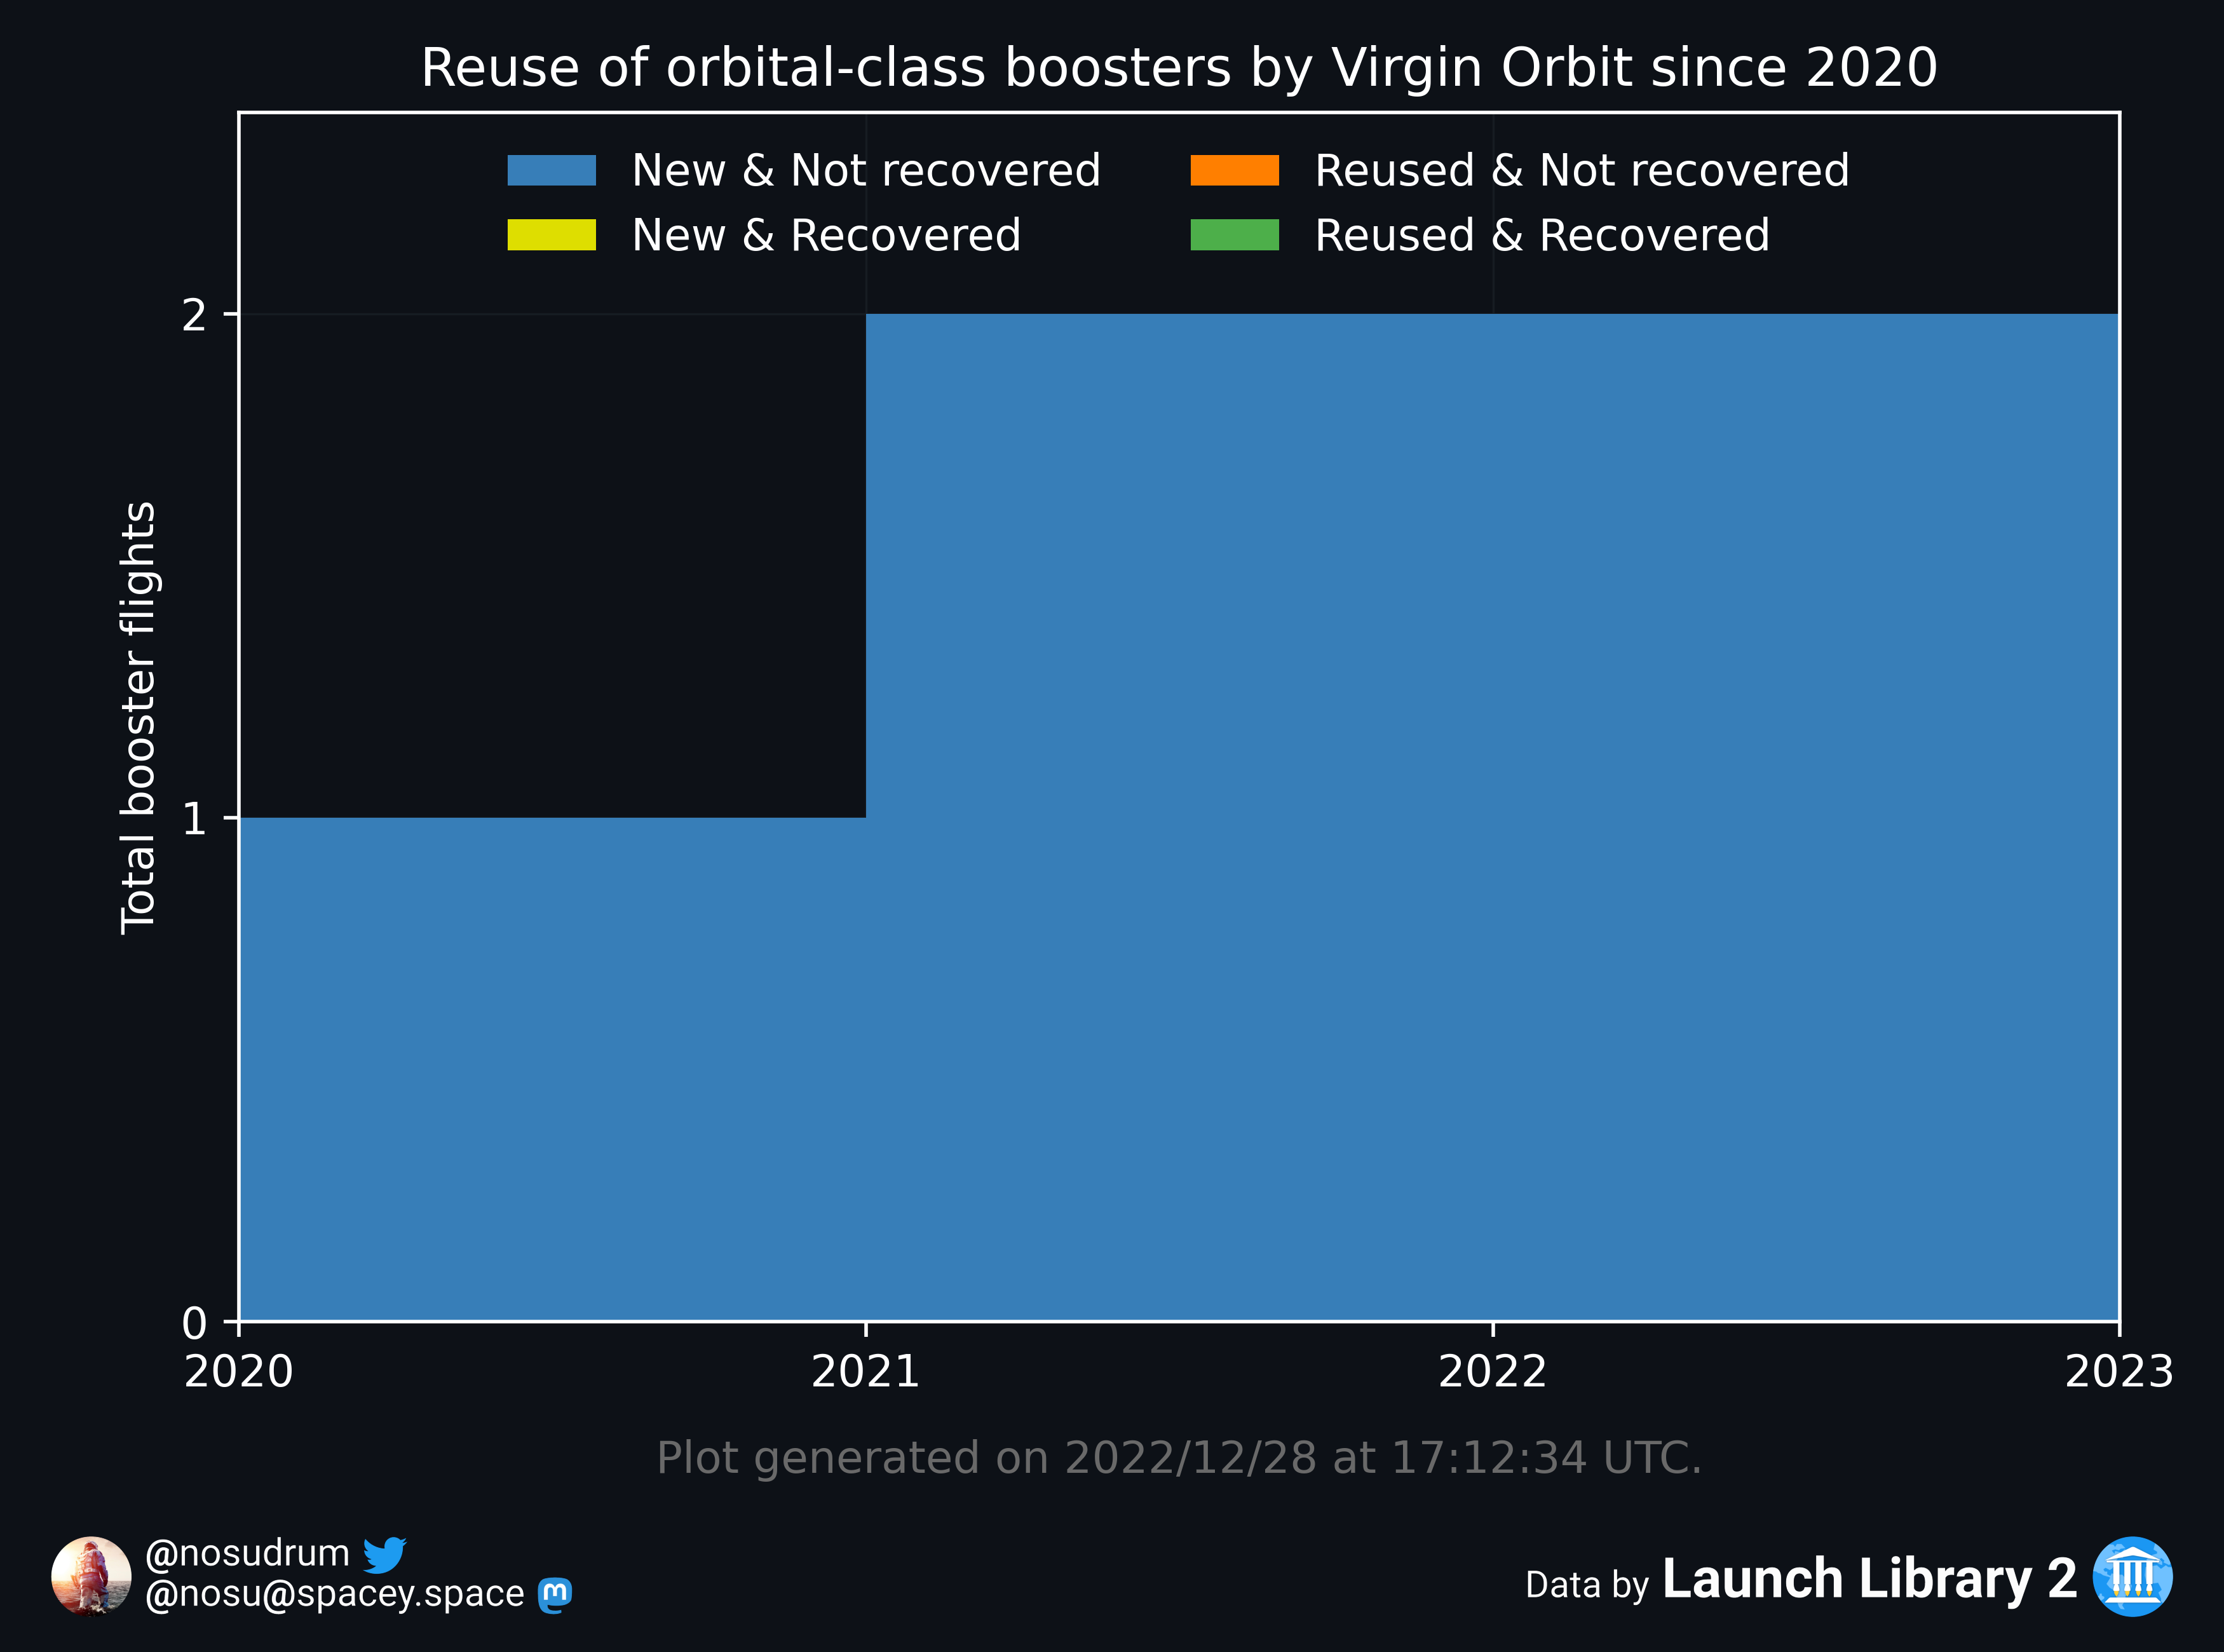 Reuse of orbital-class boosters by Virgin Orbit since 2020
New & Not recovered
New & Recovered
Reused & Not recovered
Reused & Recovered
Total booster flights
2
1
0
2020 2021 2022 2023
Plot generated on 2022/12/28 at 17:12:34 UTC.
@nosudrum
@nosu@spacey.space
Data by Launch Library 2